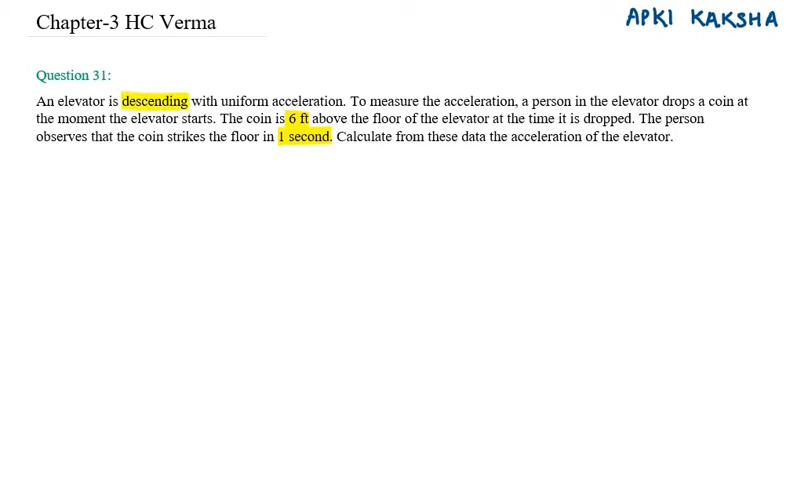 Chapter-3 HC Verma
APKI KAKSHA
Question 31:
An elevator is descending with uniform acceleration. To measure the acceleration, a person in the elevator drops a coin at
the moment the elevator starts. The coin is 6 ft above the floor of the elevator at the time it is dropped. The person
observes that the coin strikes the floor in 1 second. Calculate from these data the acceleration of the elevator.